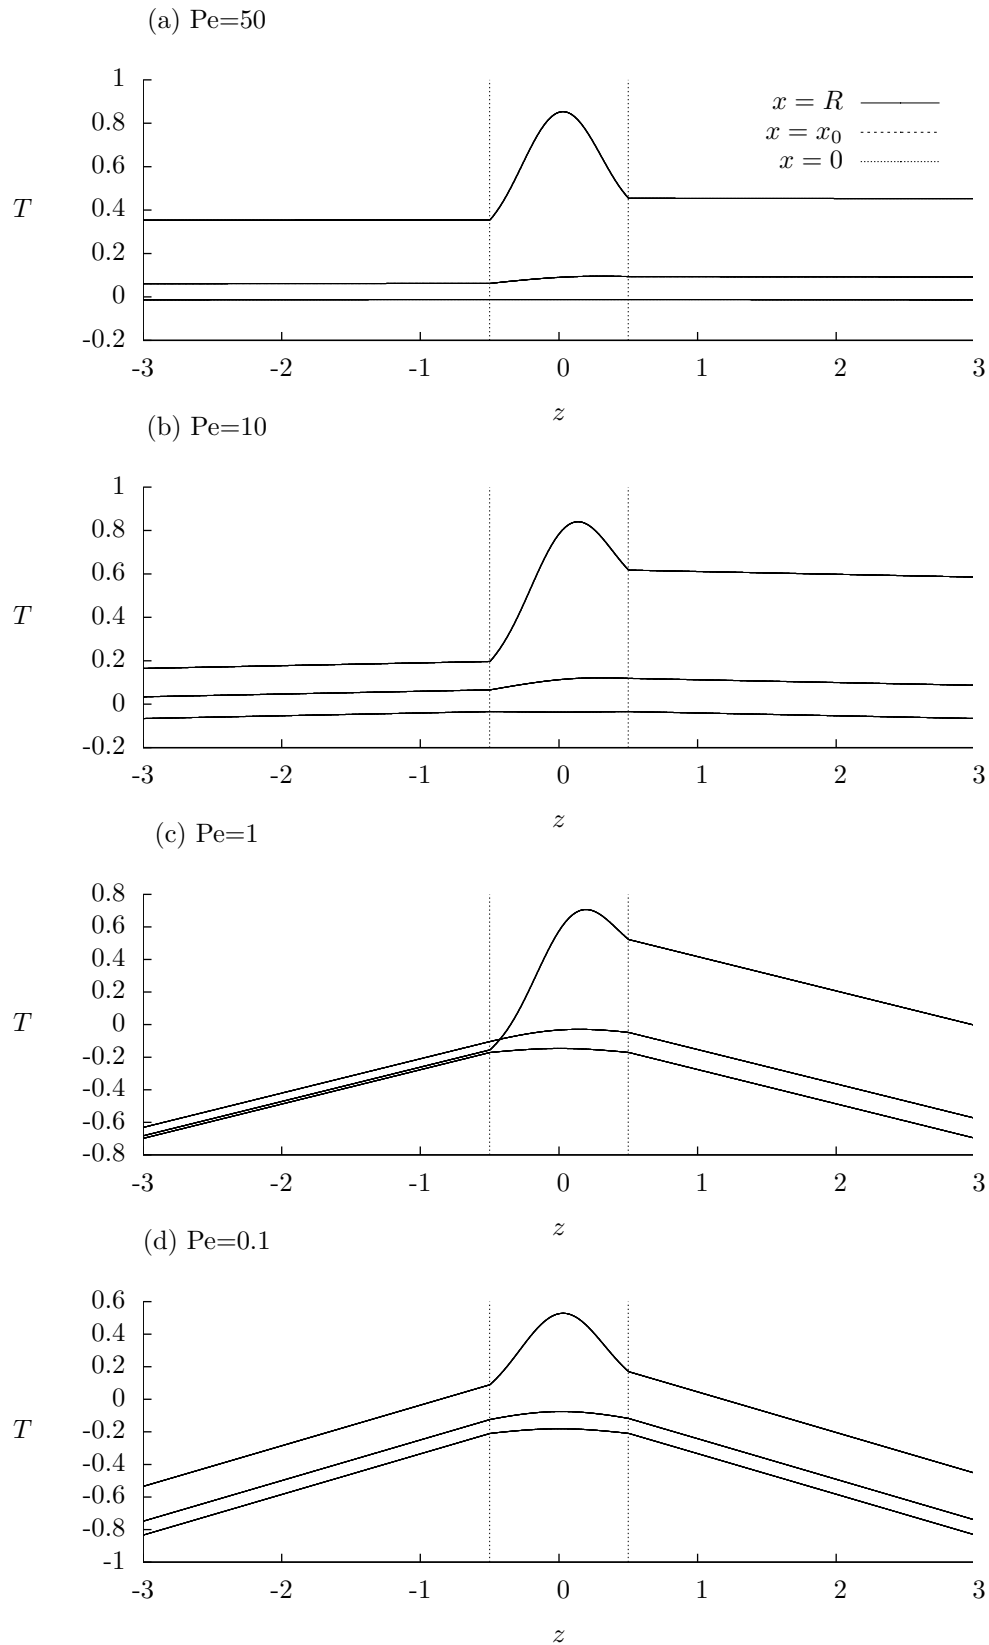 (a) Pe=50
1
0.8
0.6
0.4
0.2
0
-0.2
T
x = R
x = x₀
x = 0
-3 -2 -1 0 1 2 3
z
(b) Pe=10
1
0.8
0.6
0.4
0.2
0
-0.2
T
-3 -2 -1 0 1 2 3
z
(c) Pe=1
0.8
0.6
0.4
0.2
0
-0.2
-0.4
-0.6
-0.8
T
-3 -2 -1 0 1 2 3
z
(d) Pe=0.1
0.6
0.4
0.2
0
-0.2
-0.4
-0.6
-0.8
-1
T
-3 -2 -1 0 1 2 3
z